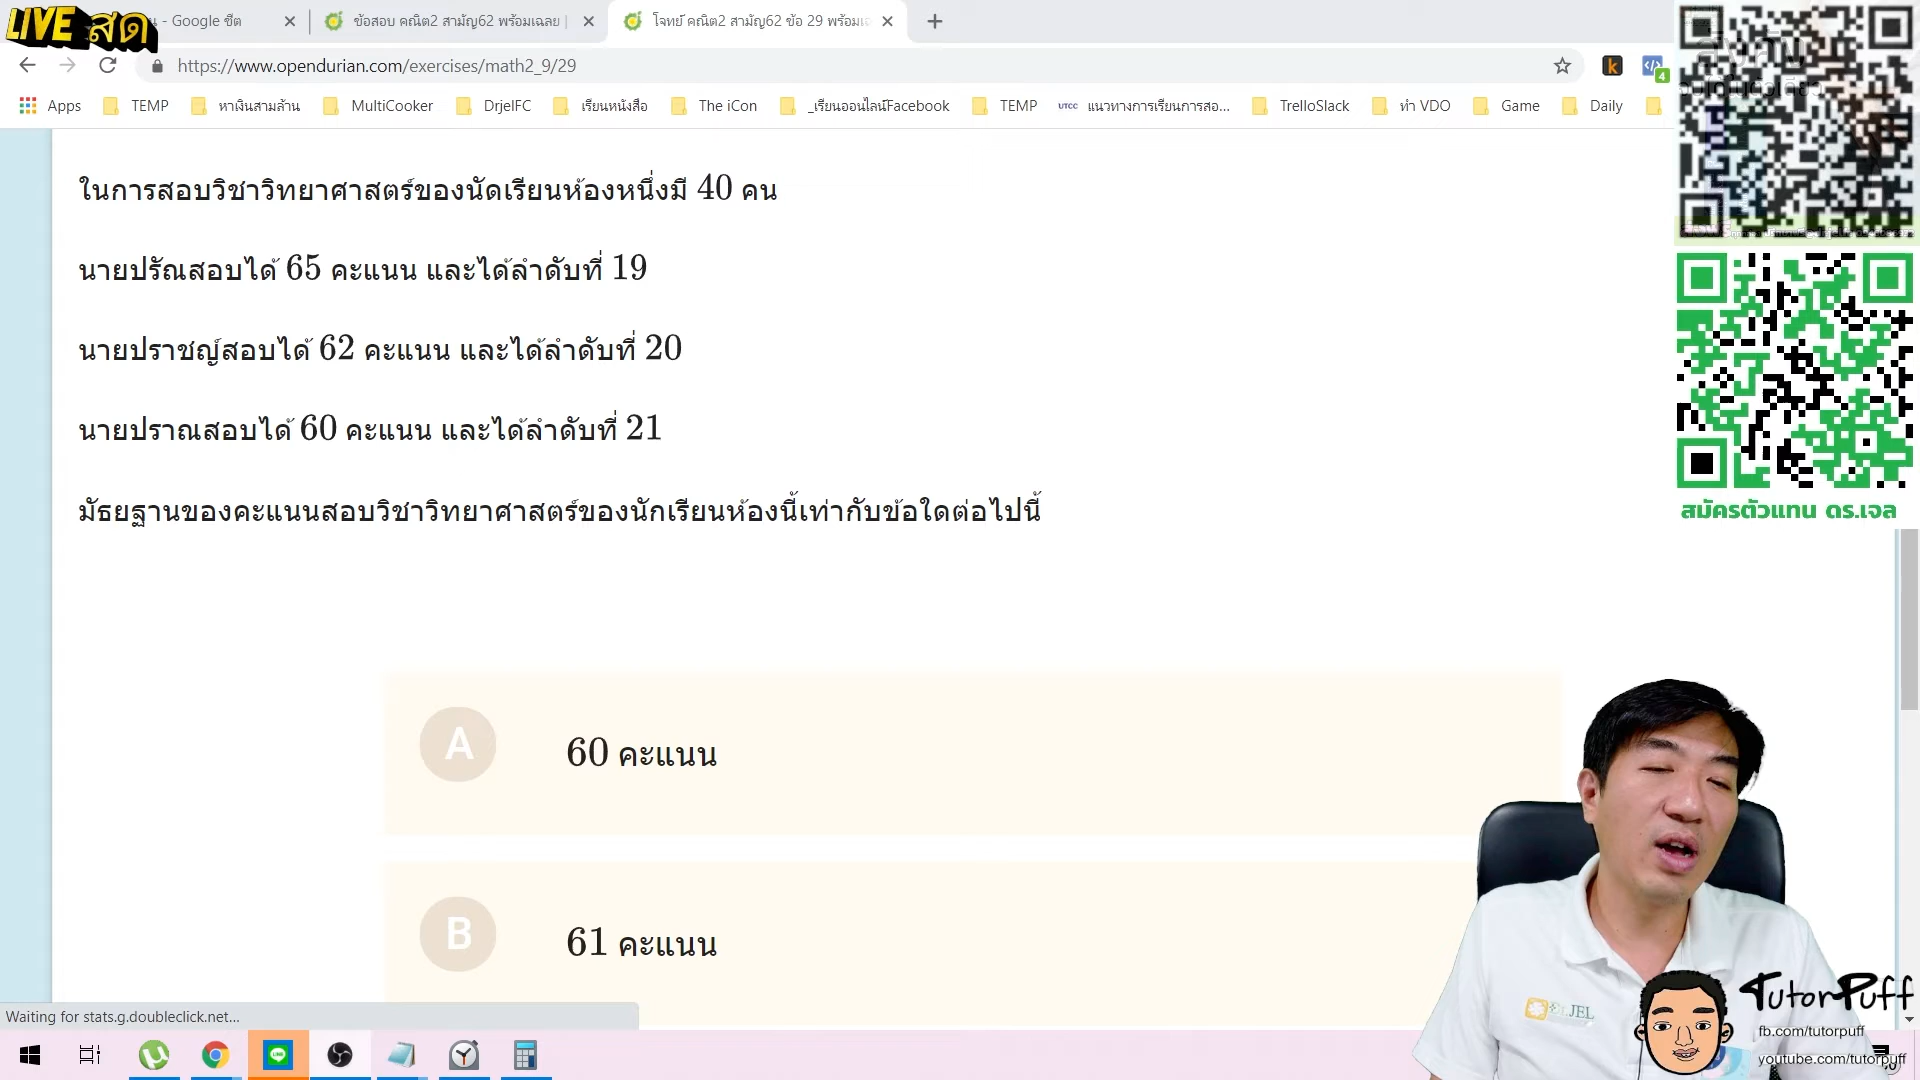 LIVE สด
- Google ชีต
ข้อสอบ คณิต2 สามัญ62 พร้อมเฉลย |
โจทย์ คณิต2 สามัญ62 ข้อ 29 พร้อมเฉ
https://www.opendurian.com/exercises/math2_9/29
4
Apps TEMP หาเงินสามล้าน MultiCooker DrjelFC เรียนหนังสือ The iCon _เรียนออนไลน์Facebook TEMP UTCC แนวทางการเรียนการสอ... TrelloSlack ทำ VDO Game Daily
ในการสอบวิชาวิทยาศาสตร์ของนัดเรียนห้องหนึ่งมี 40 คน
นายปรัณสอบได้ 65 คะแนน และได้ลำดับที่ 19
นายปราชญ์สอบได้ 62 คะแนน และได้ลำดับที่ 20
นายปราณสอบได้ 60 คะแนน และได้ลำดับที่ 21
มัธยฐานของคะแนนสอบวิชาวิทยาศาสตร์ของนักเรียนห้องนี้เท่ากับข้อใดต่อไปนี้
สมัครตัวแทน ดร.เจล
A 60 คะแนน
B 61 คะแนน
Waiting for stats.g.doubleclick.net...
JEL
TutorPuff
fb.com/tutorpuff
youtube.com/tutorpuff